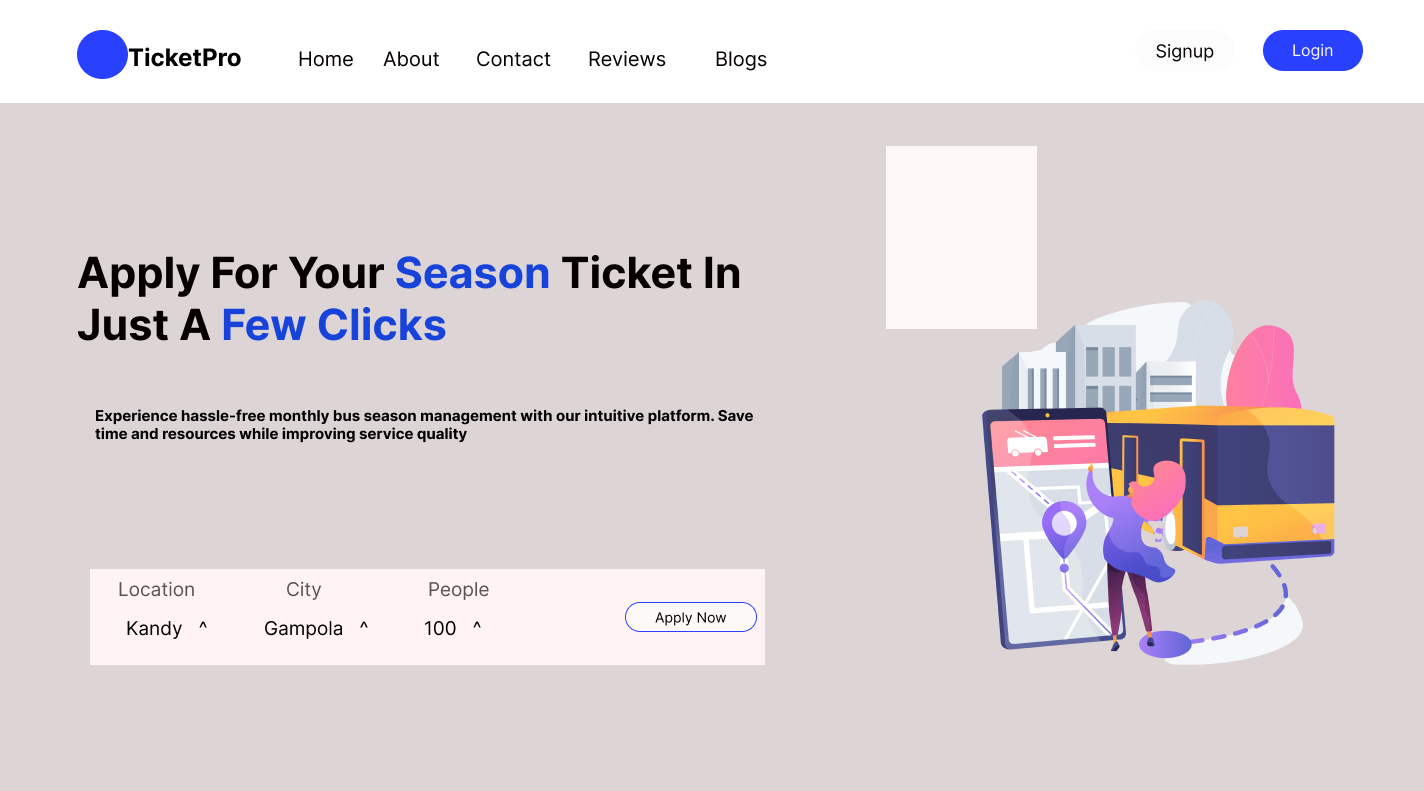 TicketPro Home About Contact Reviews Blogs Signup Login
Apply For Your Season Ticket In
Just A Few Clicks
Experience hassle-free monthly bus season management with our intuitive platform. Save
time and resources while improving service quality
Location City People
Kandy ^ Gampola ^ 100 ^
Apply Now